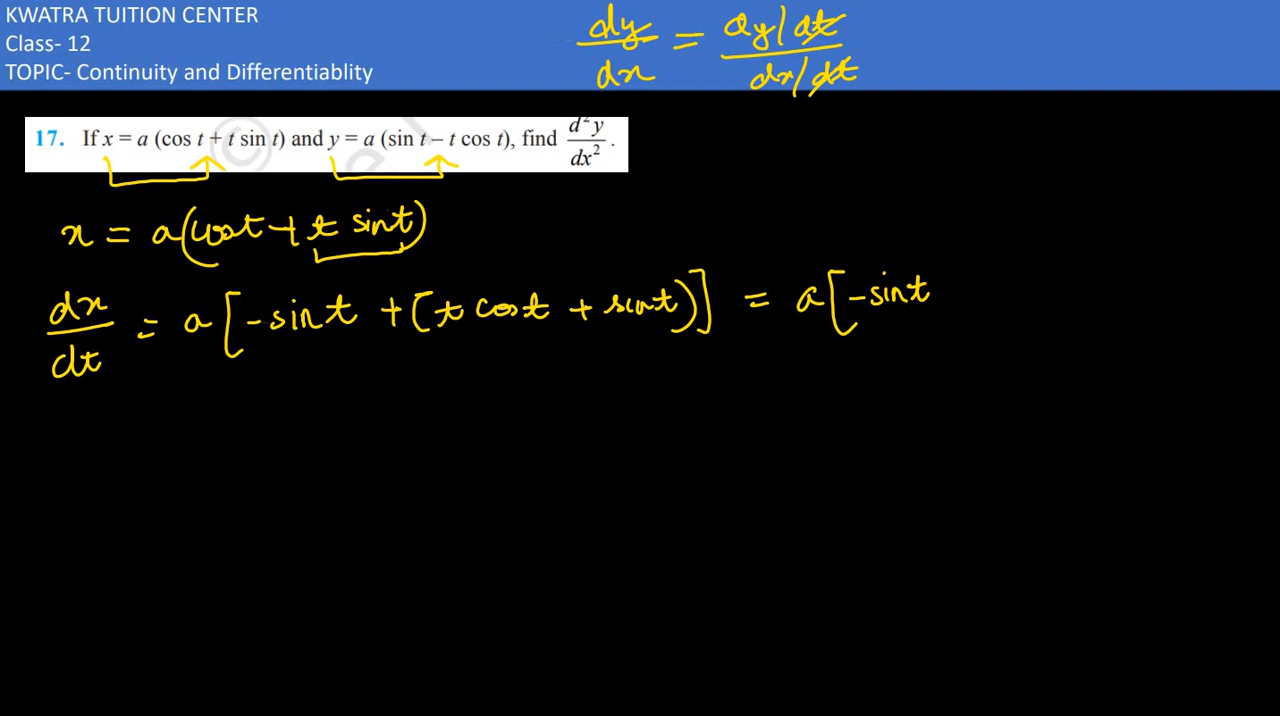 KWATRA TUITION CENTER
Class- 12
TOPIC- Continuity and Differentiablity
dy/dx = dy/dt / dx/dt
17. If x = a (cos t + t sin t) and y = a (sin t – t cos t), find d²y/dx² .
x = a(cost + t sint)
dx/dt = a[-sint + [t cost + sint)] = a[-sint